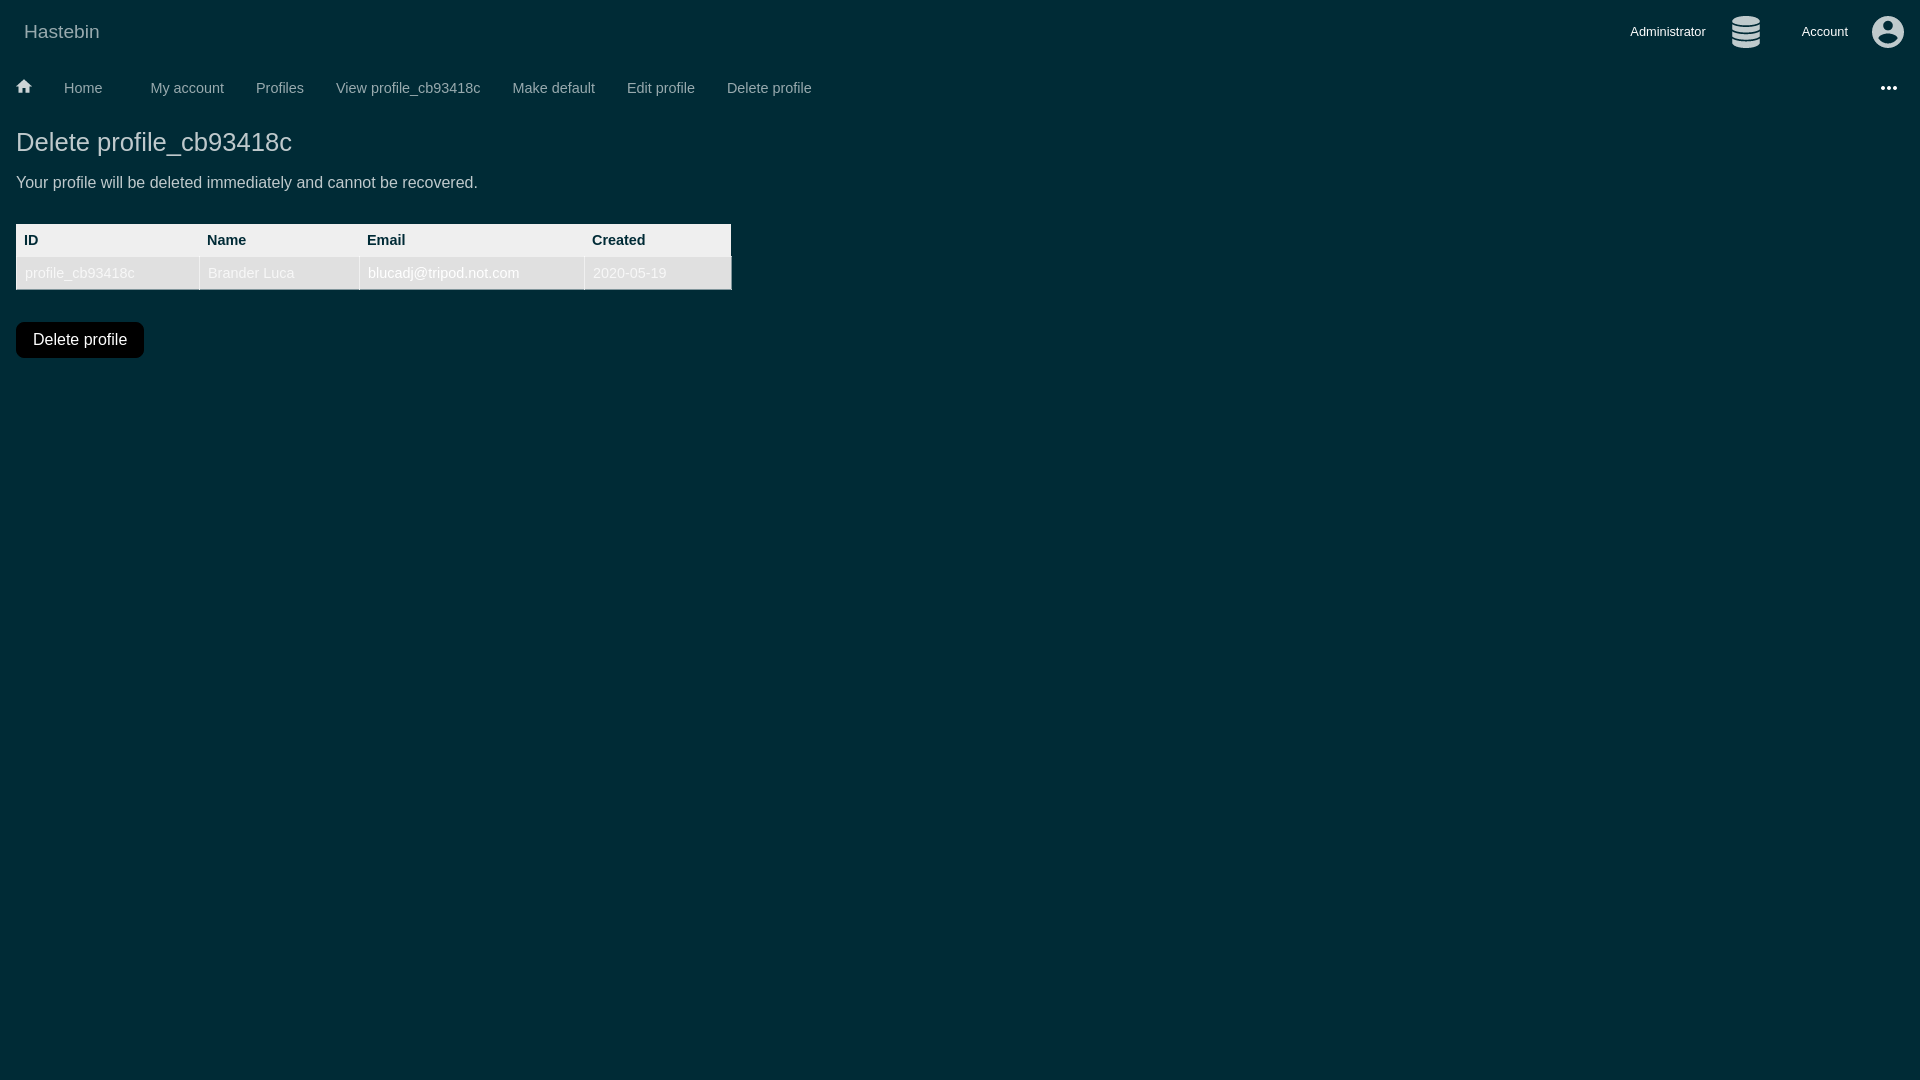 Hastebin
Administrator
Account
Home
My account
Profiles
View profile_cb93418c
Make default
Edit profile
Delete profile
Delete profile_cb93418c
Your profile will be deleted immediately and cannot be recovered.
ID Name Email Created
profile_cb93418c Brander Luca blucadj@tripod.not.com 2020-05-19
Delete profile